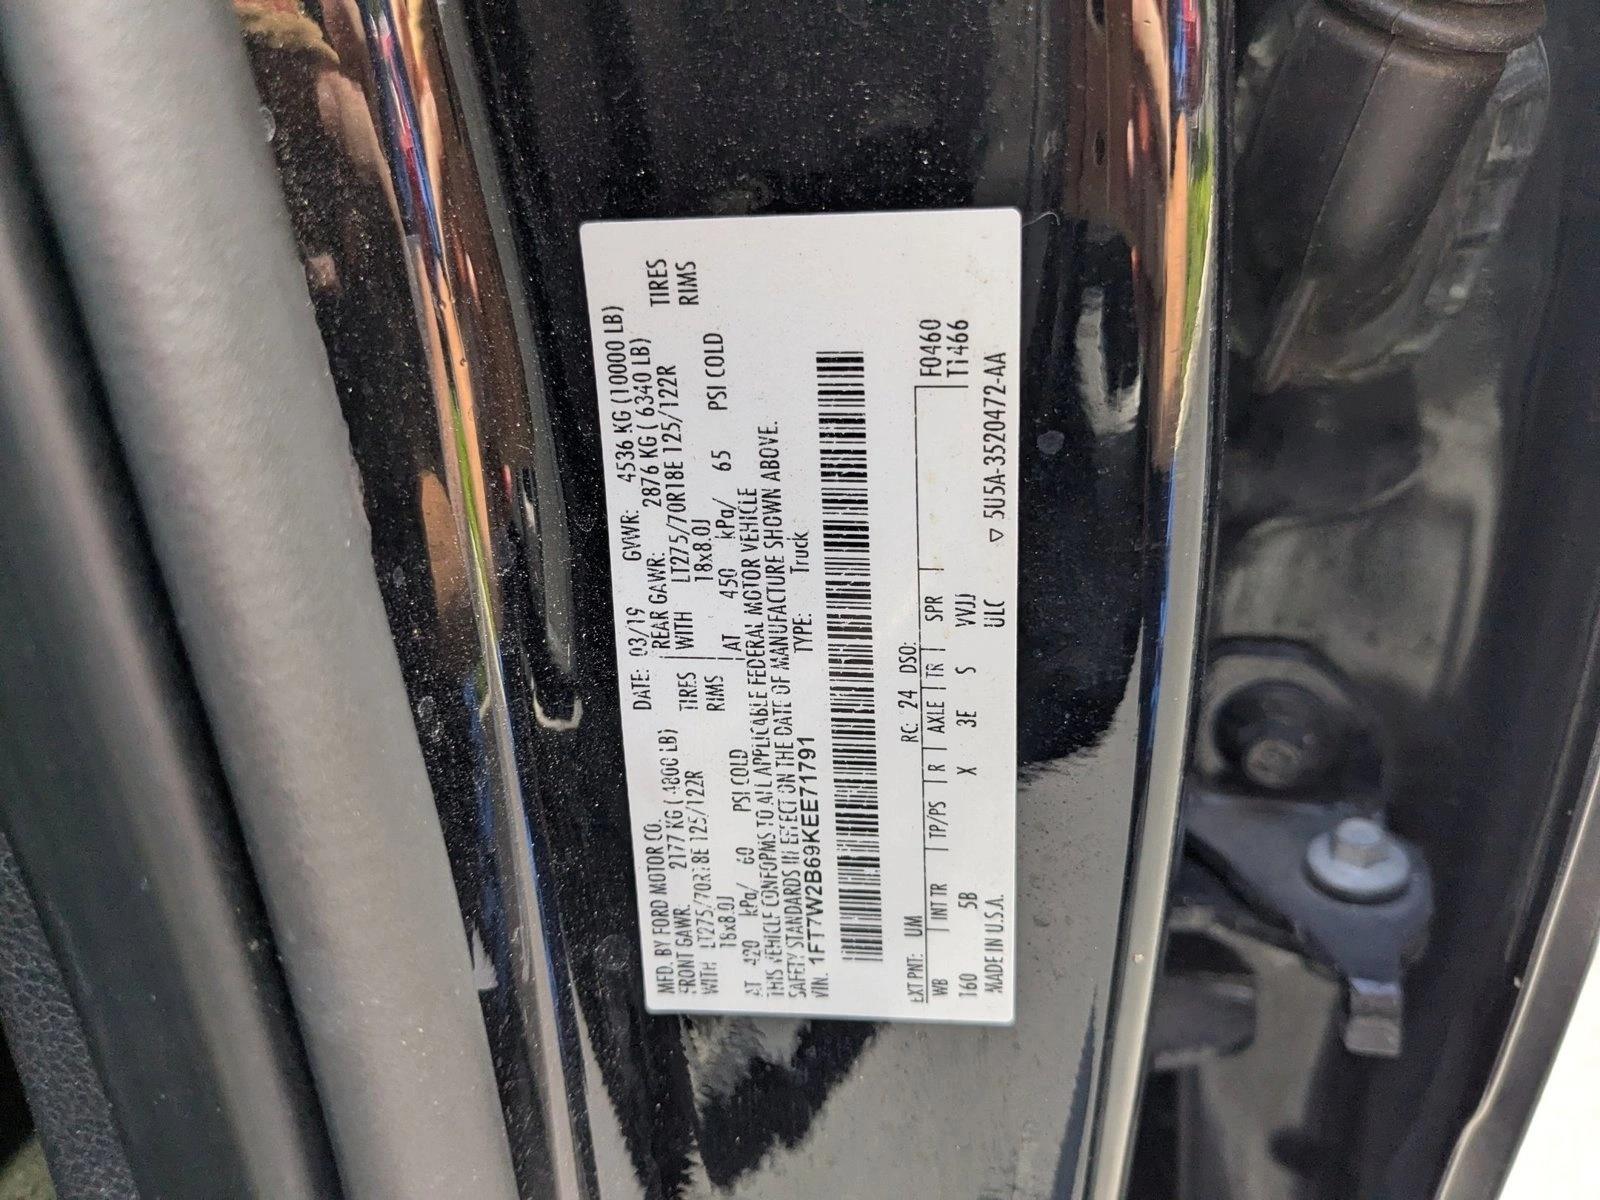 MFD. BY FORD MOTOR CO. DATE: 03/19 GVWR: 4536 KG (10000 LB)
FRONT GAWR: 2177 KG ( 4800 LB) REAR GAWR: 2876 KG ( 6340 LB)
WITH LT275/70R18E 125/122R TIRES WITH LT275/70R18E 125/122R TIRES
18x8.0J RIMS 18x8.0J RIMS
AT 420 kPa/ 60 PSI COLD AT 450 kPa/ 65 PSI COLD
THIS VEHICLE CONFORMS TO ALL APPLICABLE FEDERAL MOTOR VEHICLE
SAFETY STANDARDS IN EFFECT ON THE DATE OF MANUFACTURE SHOWN ABOVE.
VIN: 1FT7W2B69KEE71791 TYPE: Truck
EXT PNT: UM RC: 24 DSO: F0460
WB INT TR TP/PS R AXLE TR SPR T1466
160 5B X 3E S VVJJ
MADE IN U.S.A. ULC ▽ 5U5A-3520472-AA